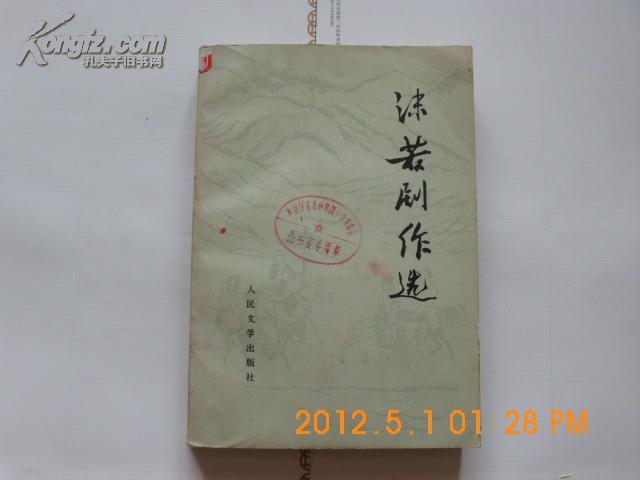 Kongfz.com
孔夫子旧书网
沫若剧作选
人民文学出版社
2012.5.1 01:28 PM